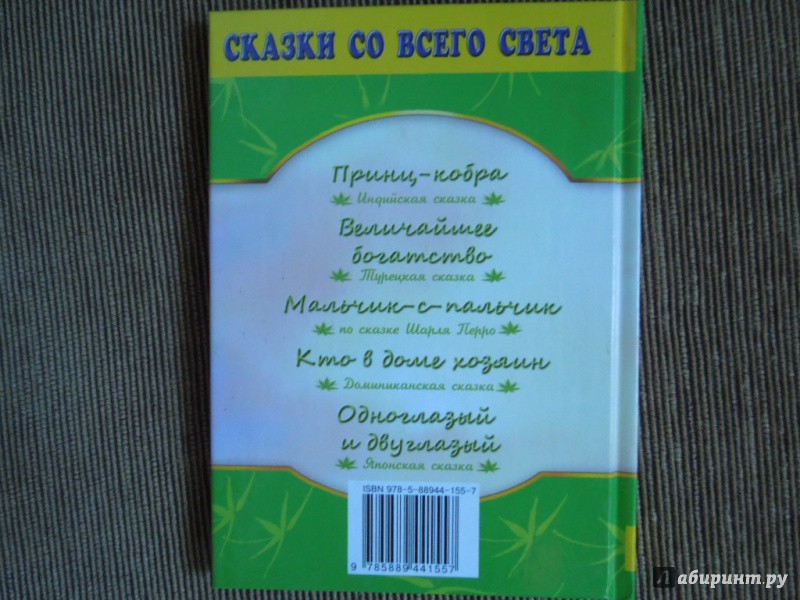 СКАЗКИ СО ВСЕГО СВЕТА
Принц-кобра
Индийская сказка
Величайшее
богатство
Турецкая сказка
Мальчик-с-пальчик
по сказке Шарля Перро
Кто в доме хозяин
Доминиканская сказка
Одноглазый
и двуглазый
Японская сказка
ISBN 978-5-88944-155-7
9 785889 441557
Лабиринт.ру